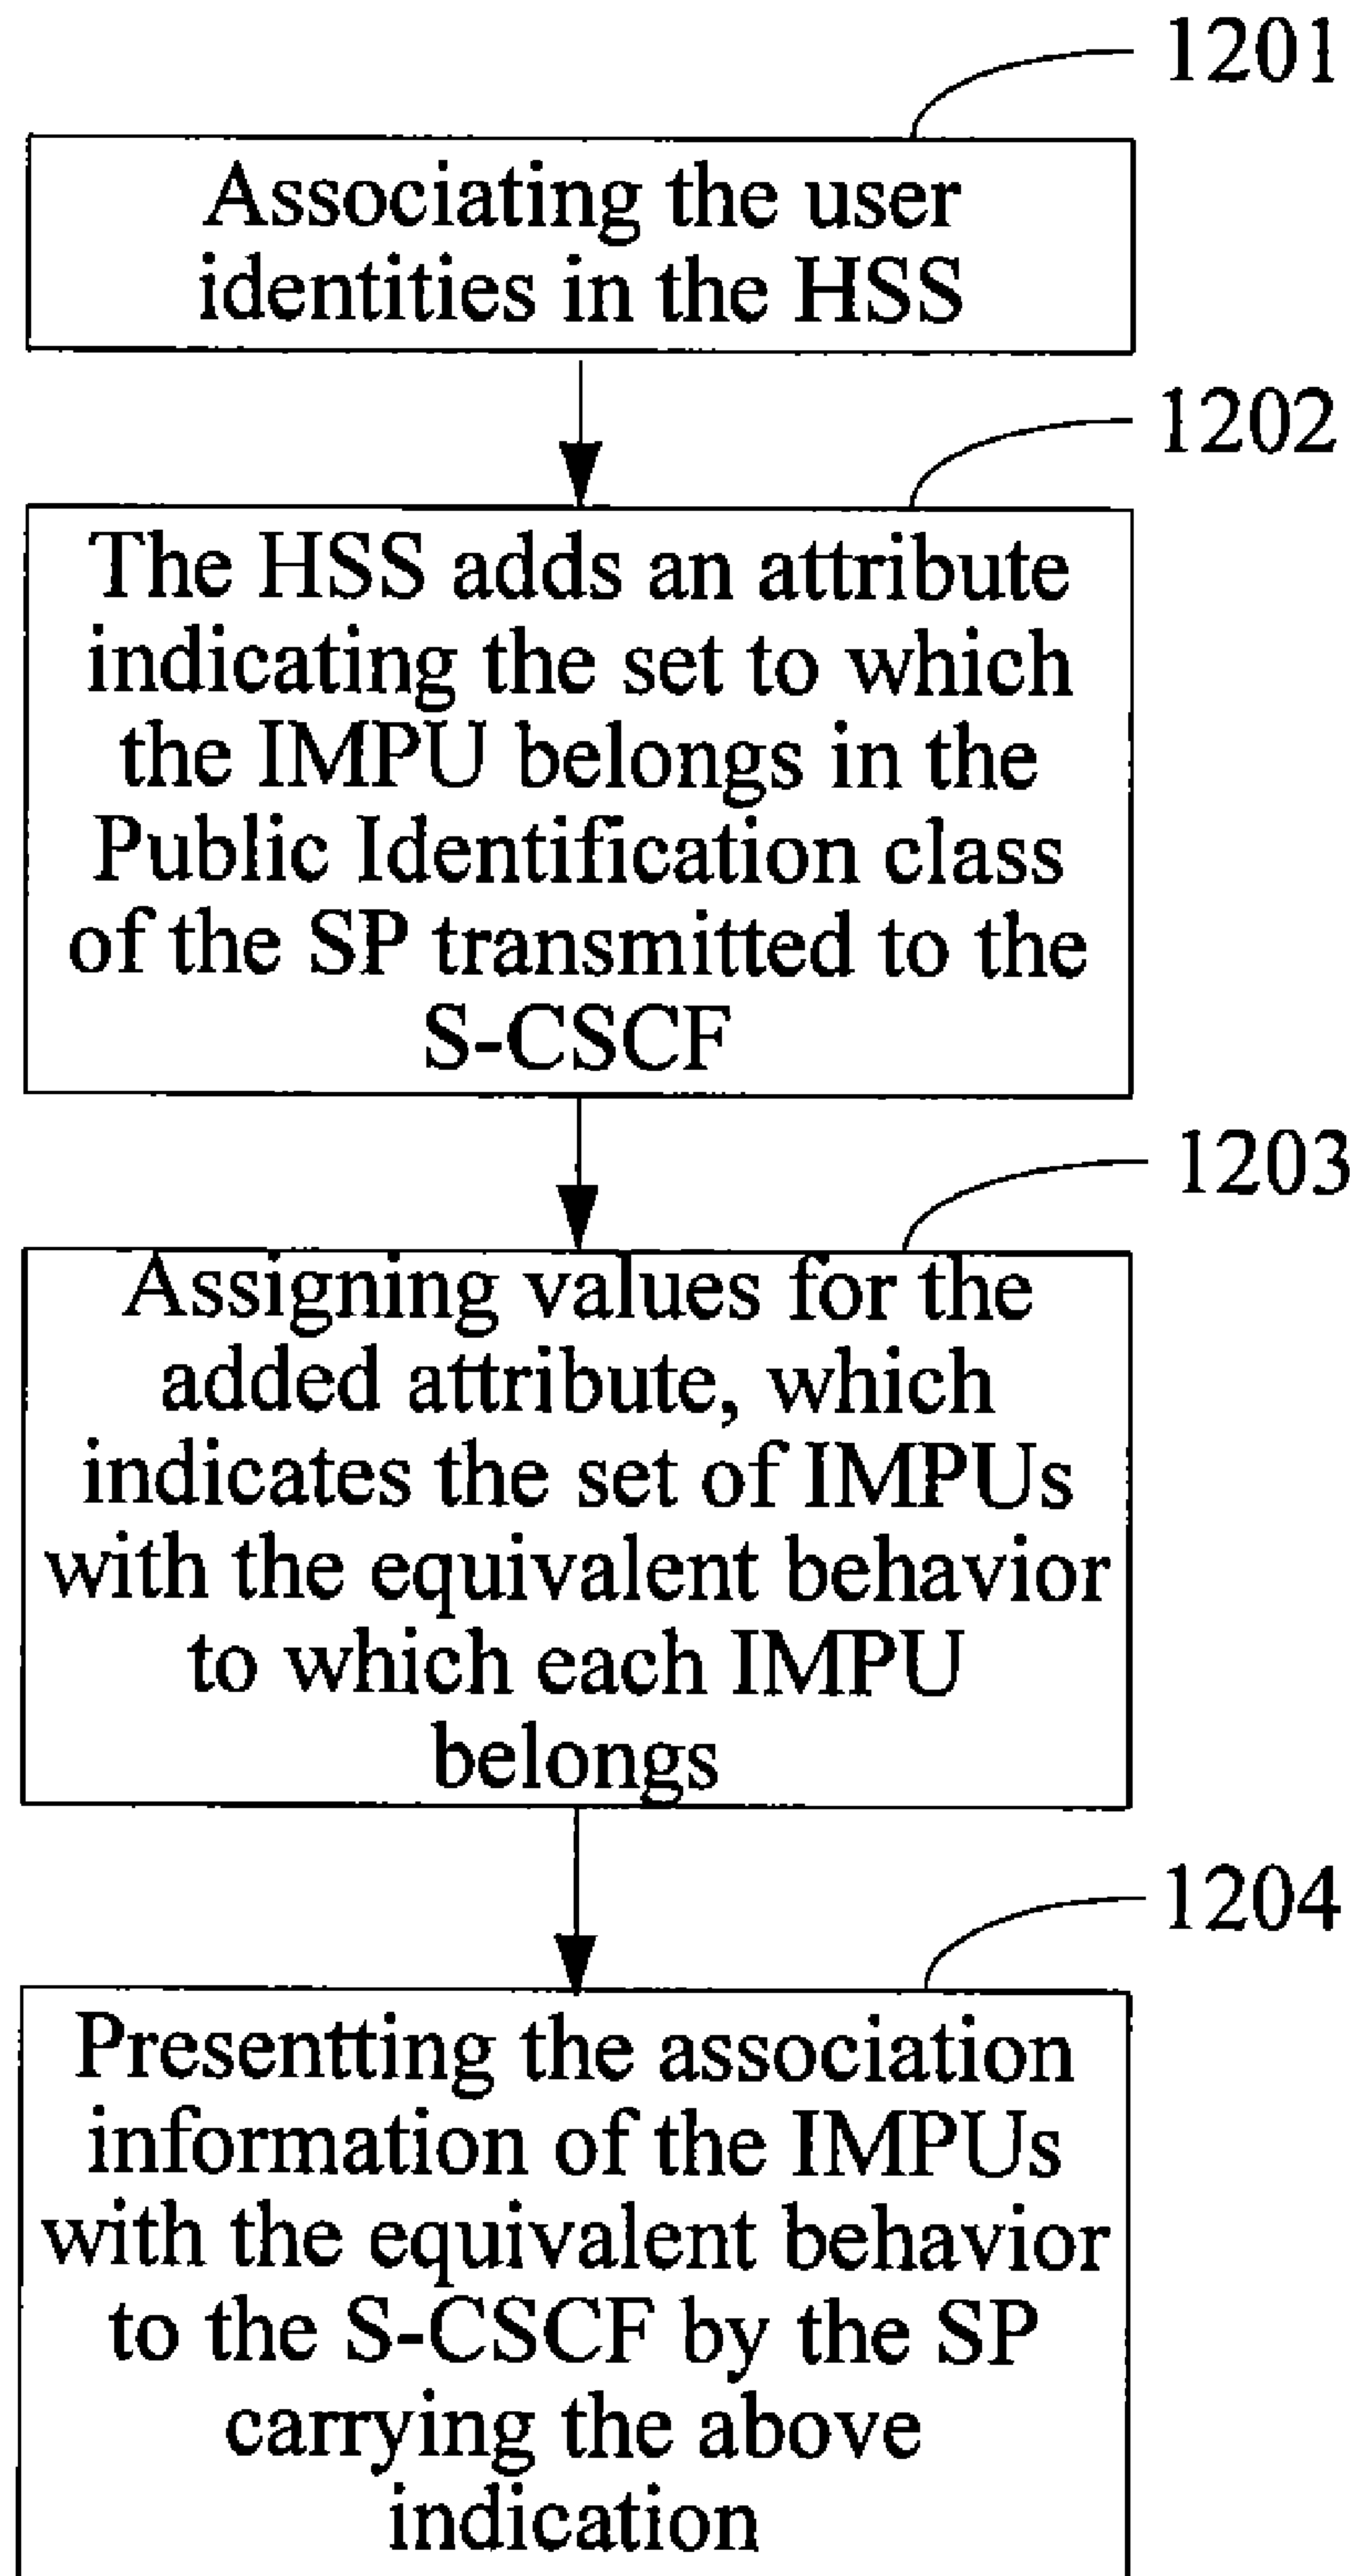 1201
Associating the user
identities in the HSS
1202
The HSS adds an attribute
indicating the set to which
the IMPU belongs in the
Public Identification class
of the SP transmitted to the
S-CSCF
1203
Assigning values for the
added attribute, which
indicates the set of IMPUs
with the equivalent behavior
to which each IMPU
belongs
1204
Presentting the association
information of the IMPUs
with the equivalent behavior
to the S-CSCF by the SP
carrying the above
indication